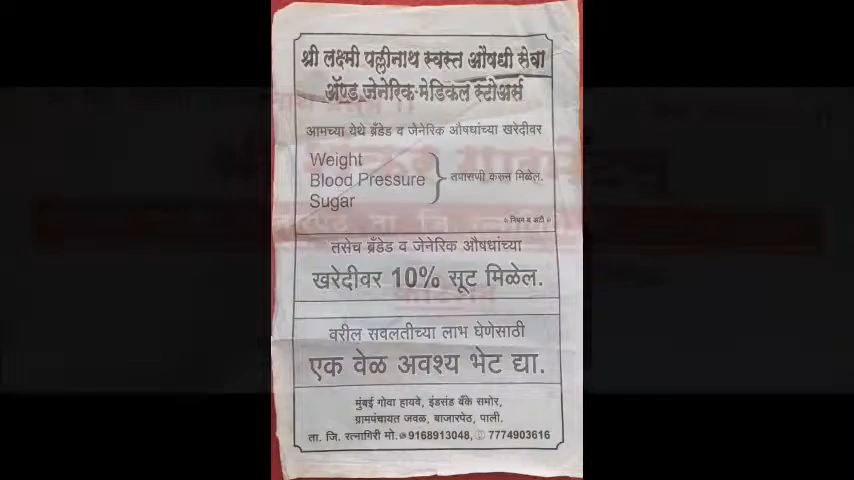 श्री लक्ष्मी पल्लीनाथ स्वस्त औषधी सेवा
ॲण्ड जेनेरिक मेडिकल स्टोअर्स
आमच्या येथे ब्रँडेड व जेनेरिक औषधांच्या खरेदीवर
Weight
Blood Pressure
Sugar
तपासणी करुन मिळेल.
नियम व अटी
तसेच ब्रँडेड व जेनेरिक औषधांच्या
खरेदीवर 10% सूट मिळेल.
वरील सवलतीच्या लाभ घेणेसाठी
एक वेळ अवश्य भेट द्या.
मुंबई गोवा हायवे, इंडसंड बँके समोर,
ग्रामपंचायत जवळ, बाजारपेठ, पाली.
ता. जि. रत्नागिरी मो. 9168913048, 7774903616